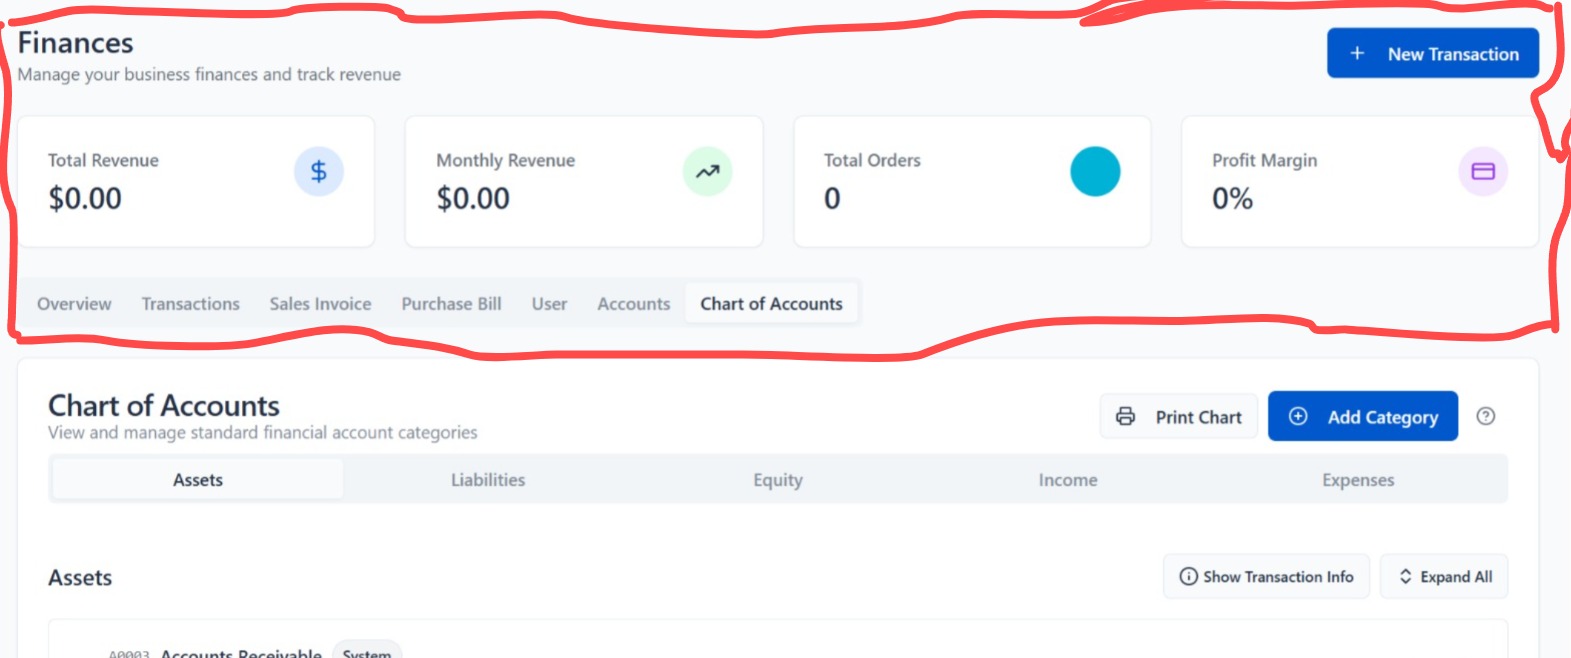 Finances
Manage your business finances and track revenue
New Transaction
Total Revenue
$0.00
Monthly Revenue
$0.00
Total Orders
0
Profit Margin
0%
Overview Transactions Sales Invoice Purchase Bill User Accounts Chart of Accounts
Chart of Accounts
View and manage standard financial account categories
Print Chart
Add Category
Assets Liabilities Equity Income Expenses
Assets
Show Transaction Info
Expand All
A0003 Accounts Receivable System